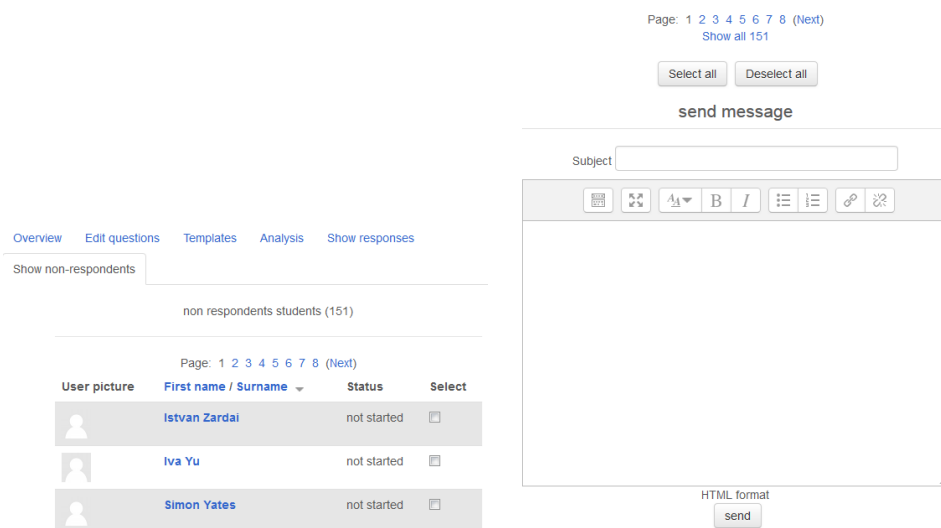 Overview Edit questions Templates Analysis Show responses
Show non-respondents
non respondents students (151)
Page: 1 2 3 4 5 6 7 8 (Next)
User picture First name / Surname Status Select
Istvan Zardai not started
Iva Yu not started
Simon Yates not started
Page: 1 2 3 4 5 6 7 8 (Next)
Show all 151
Select all Deselect all
send message
Subject
B I
HTML format
send